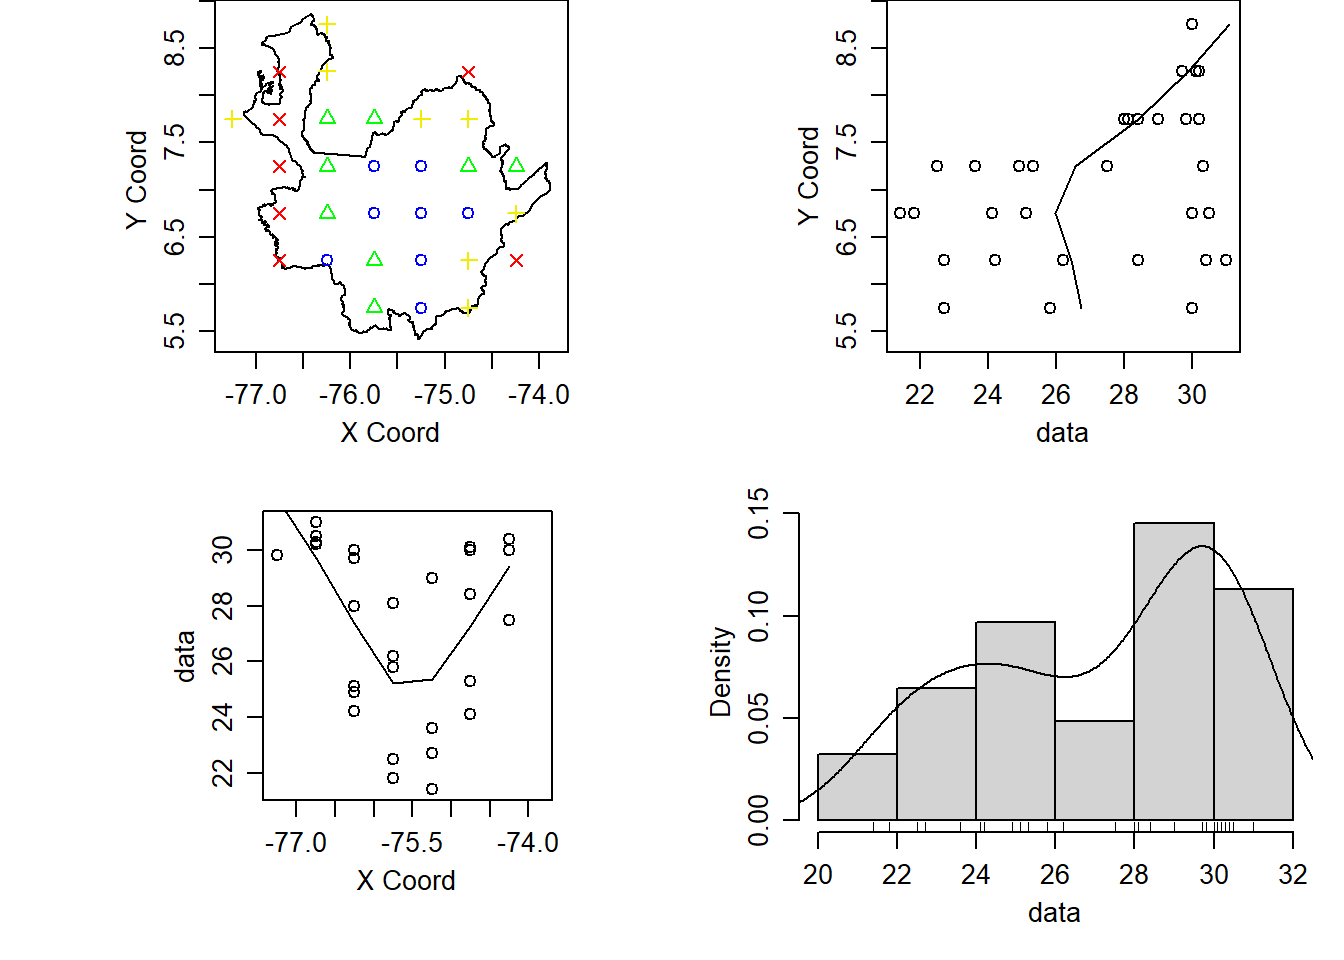 8.5
7.5
6.5
5.5
Y Coord
-77.0 -76.0 -75.0 -74.0
X Coord
8.5
7.5
6.5
5.5
Y Coord
22 24 26 28 30
data
30
28
26
24
22
data
-77.0 -75.5 -74.0
X Coord
0.15
0.10
0.05
0.00
Density
20 22 24 26 28 30 32
data